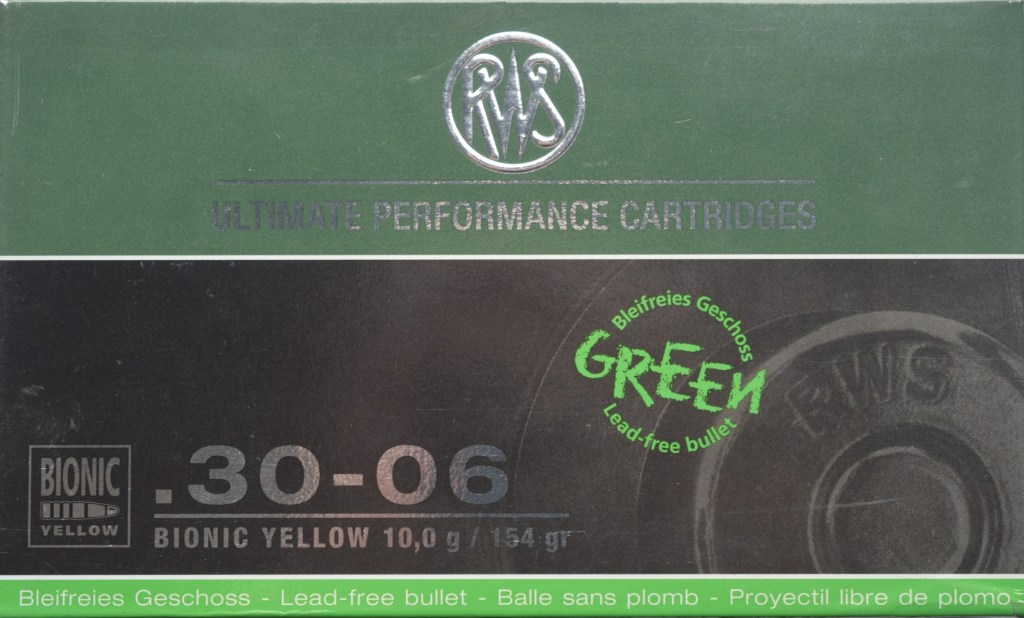 RWS
ULTIMATE PERFORMANCE CARTRIDGES
Bleifreies Geschoss
GREEN
Lead-free bullet
RWS
BIONIC
YELLOW
.30-06
BIONIC YELLOW 10,0 g / 154 gr
Bleifreies Geschoss - Lead-free bullet - Balle sans plomb - Proyectil libre de plomo